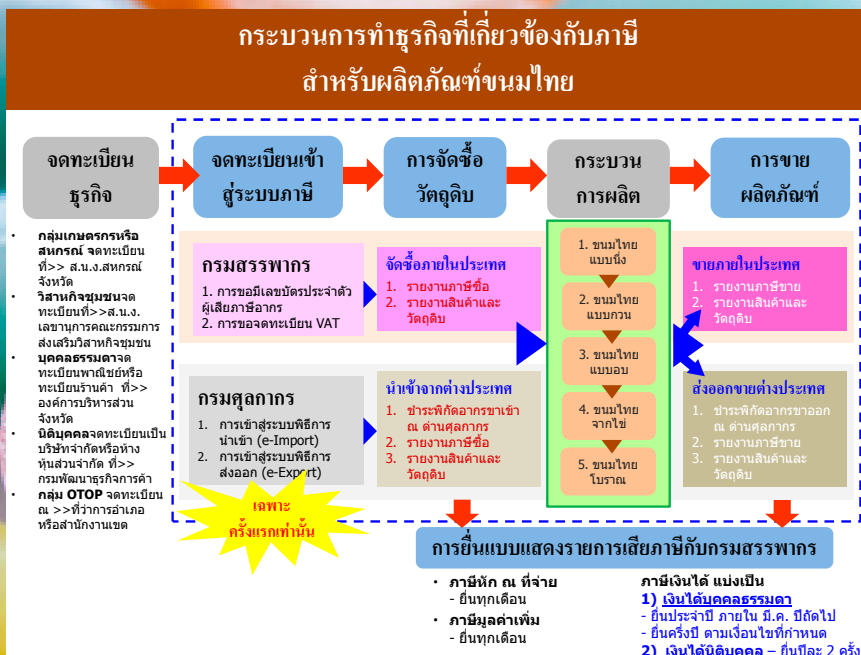 กระบวนการทำธุรกิจที่เกี่ยวข้องกับภาษี
สำหรับผลิตภัณฑ์ขนมไทย
จดทะเบียน
ธุรกิจ
จดทะเบียนเข้า
สู่ระบบภาษี
การจัดซื้อ
วัตถุดิบ
กระบวน
การผลิต
การขาย
ผลิตภัณฑ์
• กลุ่มเกษตรกรหรือ
สหกรณ์ จดทะเบียน
ที่>> ส.น.ง.สหกรณ์
จังหวัด
• วิสาหกิจชุมชนจด
ทะเบียนที่>>ส.น.ง.
เลขานุการคณะกรรมการ
ส่งเสริมวิสาหกิจชุมชน
• บุคคลธรรมดาจด
ทะเบียนพาณิชย์หรือ
ทะเบียนร้านค้า ที่>>
องค์การบริหารส่วน
จังหวัด
• นิติบุคคลจดทะเบียนเป็น
บริษัทจำกัดหรือห้าง
หุ้นส่วนจำกัด ที่>>
กรมพัฒนาธุรกิจการค้า
• กลุ่ม OTOP จดทะเบียน
ณ >>ที่ว่าการอำเภอ
หรือสำนักงานเขต
กรมสรรพากร
1. การขอมีเลขบัตรประจำตัว
ผู้เสียภาษีอากร
2. การขอจดทะเบียน VAT
กรมศุลกากร
1. การเข้าสู่ระบบพิธีการ
นำเข้า (e-Import)
2. การเข้าสู่ระบบพิธีการ
ส่งออก (e-Export)
เฉพาะ
ครั้งแรกเท่านั้น
จัดซื้อภายในประเทศ
1. รายงานภาษีซื้อ
2. รายงานสินค้าและ
วัตถุดิบ
นำเข้าจากต่างประเทศ
1. ชำระพิกัดอากรขาเข้า
ณ ด่านศุลกากร
2. รายงานภาษีซื้อ
3. รายงานสินค้าและ
วัตถุดิบ
1. ขนมไทย
แบบนึ่ง
2. ขนมไทย
แบบกวน
3. ขนมไทย
แบบอบ
4. ขนมไทย
จากไข่
5. ขนมไทย
โบราณ
ขายภายในประเทศ
1. รายงานภาษีขาย
2. รายงานสินค้าและ
วัตถุดิบ
ส่งออกขายต่างประเทศ
1. ชำระพิกัดอากรขาออก
ณ ด่านศุลกากร
2. รายงานภาษีขาย
3. รายงานสินค้าและ
วัตถุดิบ
การยื่นแบบแสดงรายการเสียภาษีกับกรมสรรพากร
• ภาษีหัก ณ ที่จ่าย
- ยื่นทุกเดือน
• ภาษีมูลค่าเพิ่ม
- ยื่นทุกเดือน
ภาษีเงินได้ แบ่งเป็น
1) เงินได้บุคคลธรรมดา
- ยื่นประจำปี ภายใน มี.ค. ปีถัดไป
- ยื่นครึ่งปี ตามเงื่อนไขที่กำหนด
2) เงินได้นิติบุคคล – ยื่นปีละ 2 ครั้ง